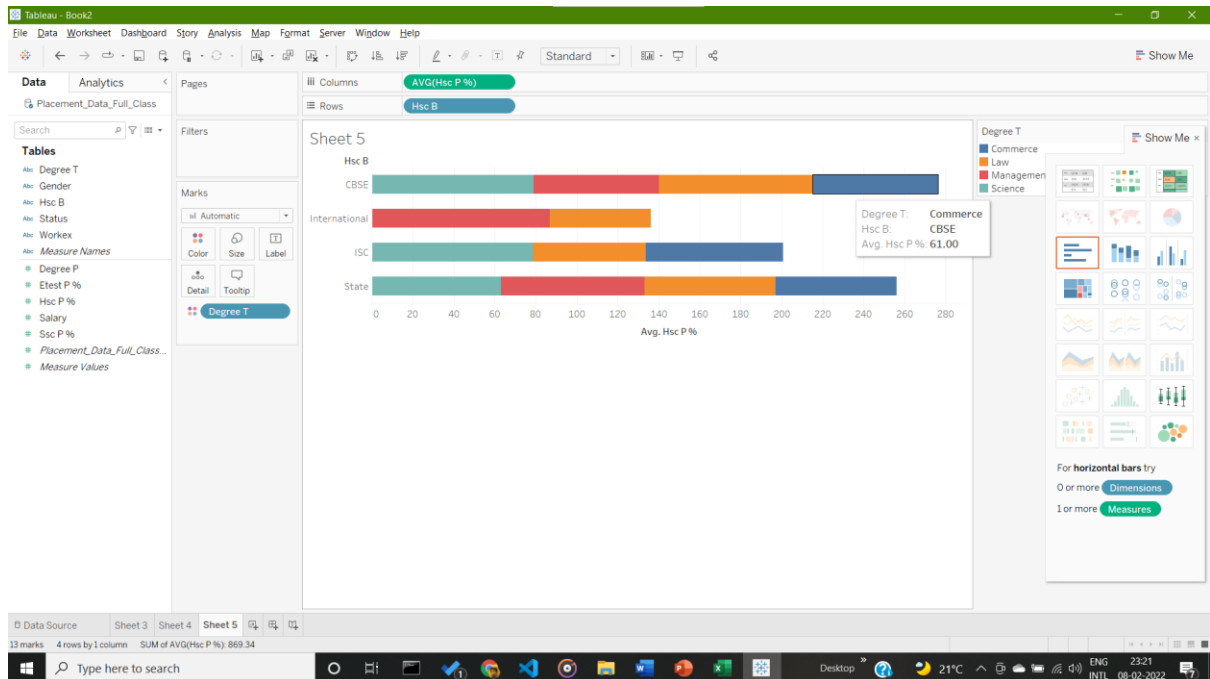 Tableau - Book2
File Data Worksheet Dashboard Story Analysis Map Format Server Window Help
Standard
Show Me
Data Analytics
Placement_Data_Full_Class
Search
Tables
Abc Degree T
Abc Gender
Abc Hsc B
Abc Status
Abc Workex
Abc Measure Names
# Degree P
# Etest P %
# Hsc P %
# Salary
# Ssc P %
# Placement_Data_Full_Class...
# Measure Values
Pages
Filters
Marks
Automatic
Color Size Label
Detail Tooltip
Degree T
Columns AVG(Hsc P %)
Rows Hsc B
Sheet 5
Hsc B
CBSE
International
ISC
State
0 20 40 60 80 100 120 140 160 180 200 220 240 260 280
Avg. Hsc P %
Degree T: Commerce
Hsc B: CBSE
Avg. Hsc P %: 61.00
Degree T
Commerce
Law
Managemen
Science
Show Me ×
For horizontal bars try
0 or more Dimensions
1 or more Measures
Data Source Sheet 3 Sheet 4 Sheet 5
13 marks 4 rows by 1 column SUM of AVG(Hsc P %): 869.34
Type here to search
Desktop » 21°C ENG 23:21
INTL 08-02-2022